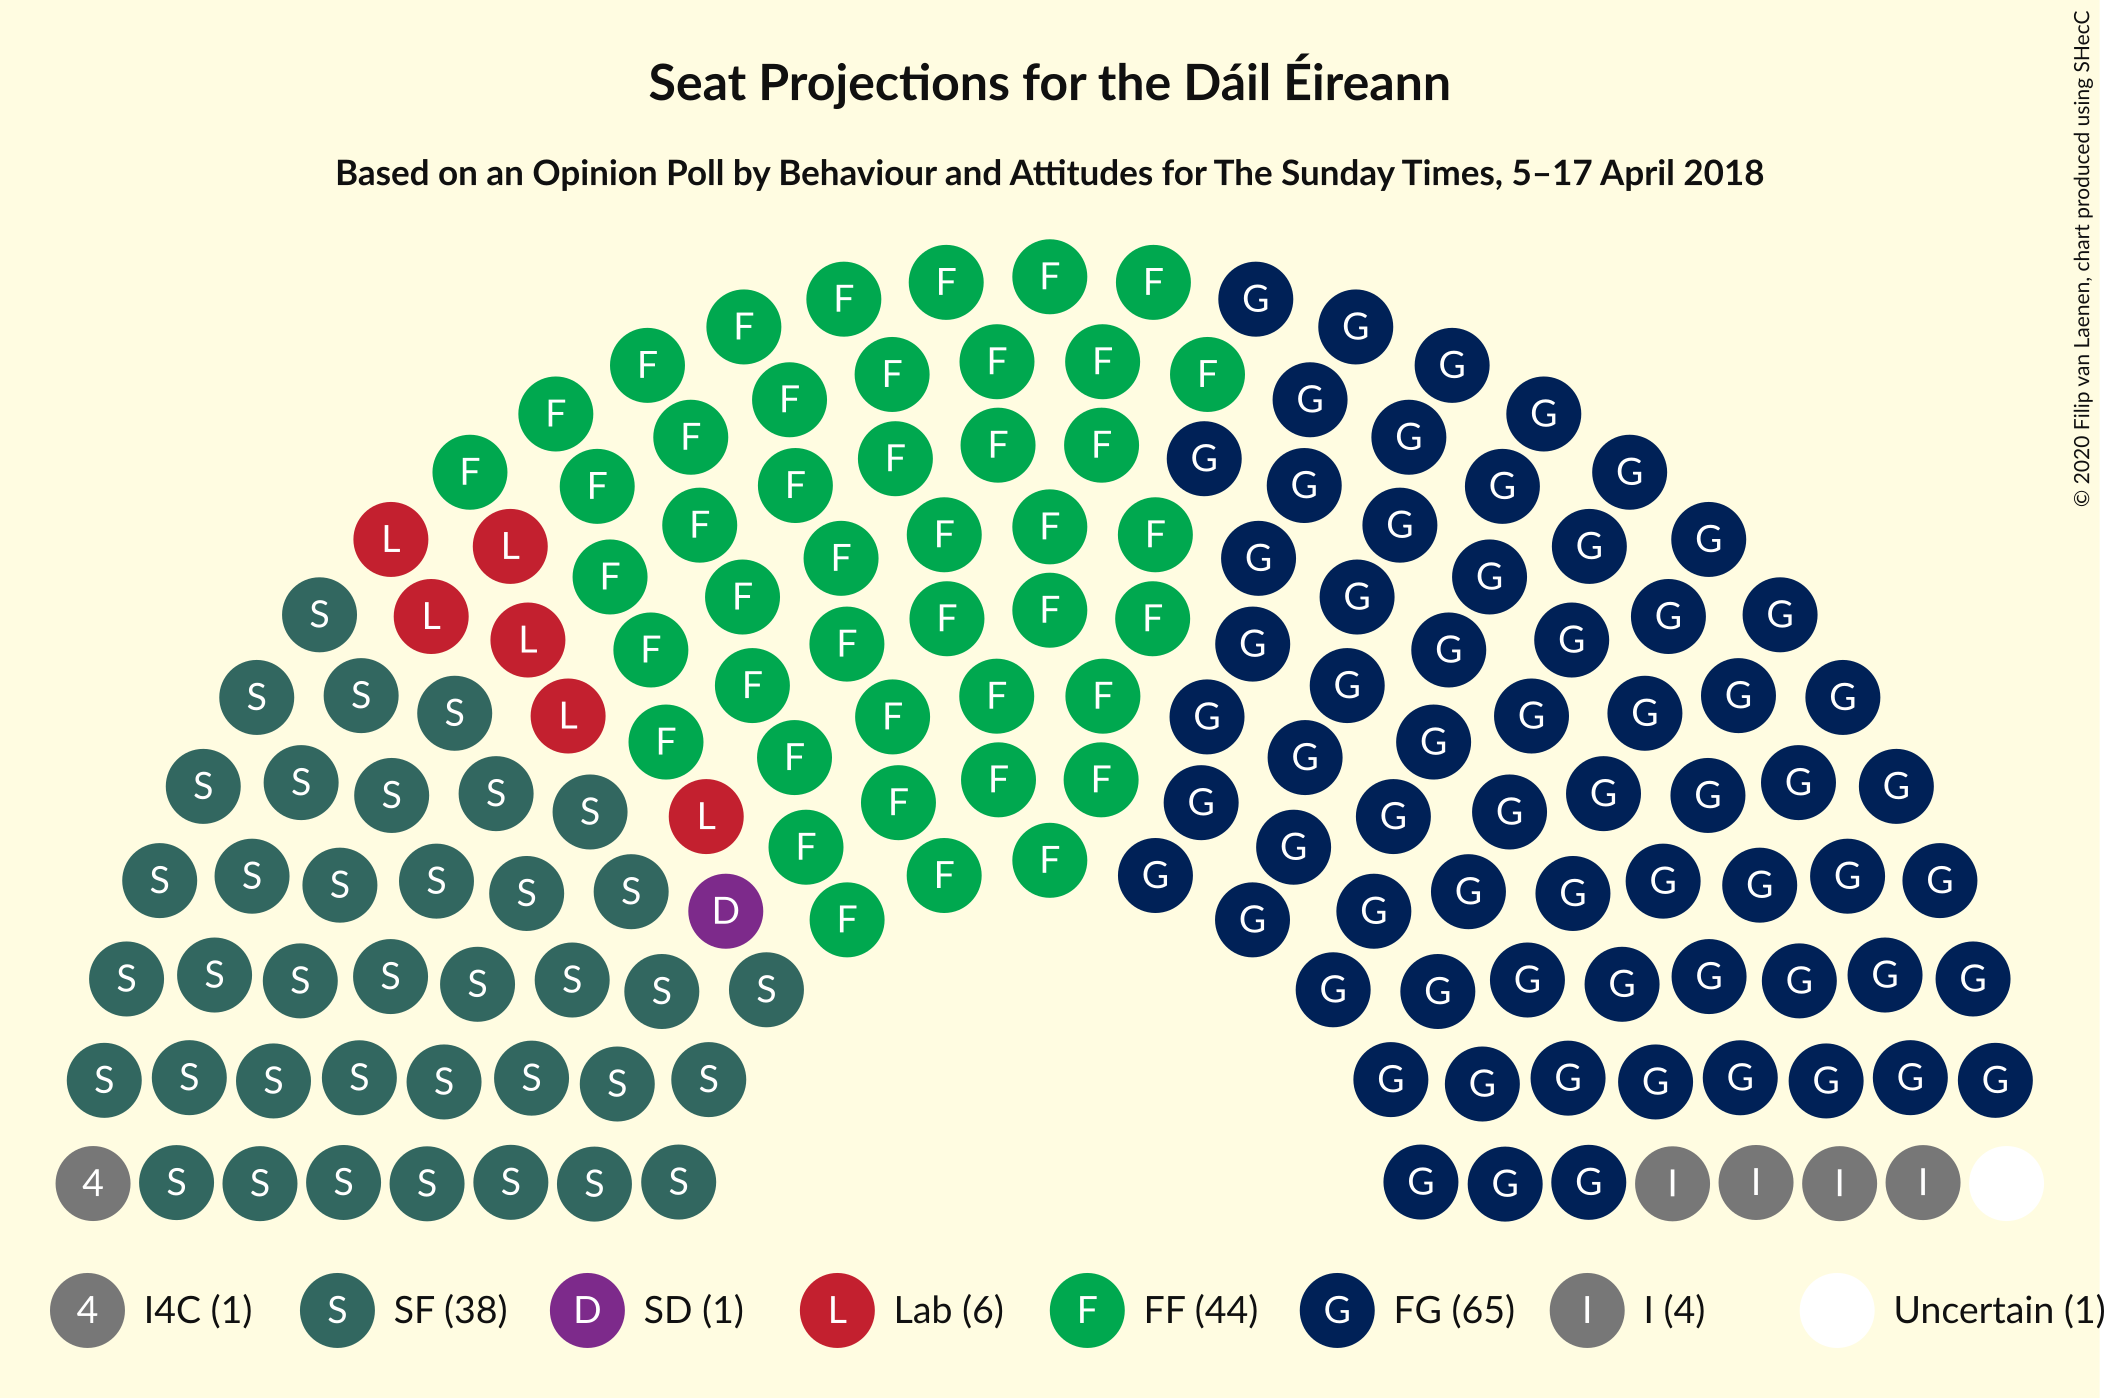 Seat Projections for the Dáil Éireann
Based on an Opinion Poll by Behaviour and Attitudes for The Sunday Times, 5–17 April 2018
© 2020 Filip van Laenen, chart produced using SHecC
F F F F F F F F F F G G G G G G G
L F F F F F F F F G G G G G G
S L L F F F F F F G G G G G G
S S S L F F F F F F G G G G G G
S S S S S L F F F F F F G G G G G G G
S S S S S S D F F F F F G G G G G G G G G
S S S S S S S S F F F G G G G G G G G G G
S S S S S S S S G G G G G G G G
4 S S S S S S S G G G I I I I
4 I4C (1) S SF (38) D SD (1) L Lab (6) F FF (44) G FG (65) I I (4) Uncertain (1)